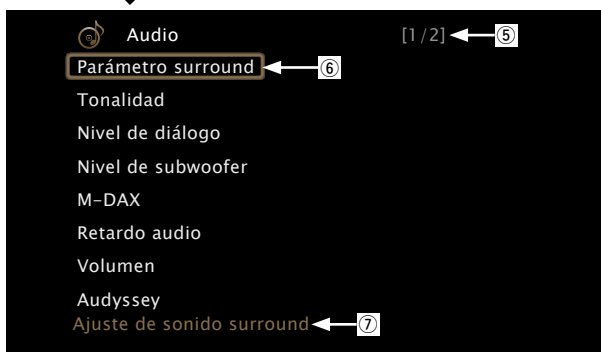 Audio [1/2] ⑤
Parámetro surround ⑥
Tonalidad
Nivel de diálogo
Nivel de subwoofer
M-DAX
Retardo audio
Volumen
Audyssey
Ajuste de sonido surround ⑦